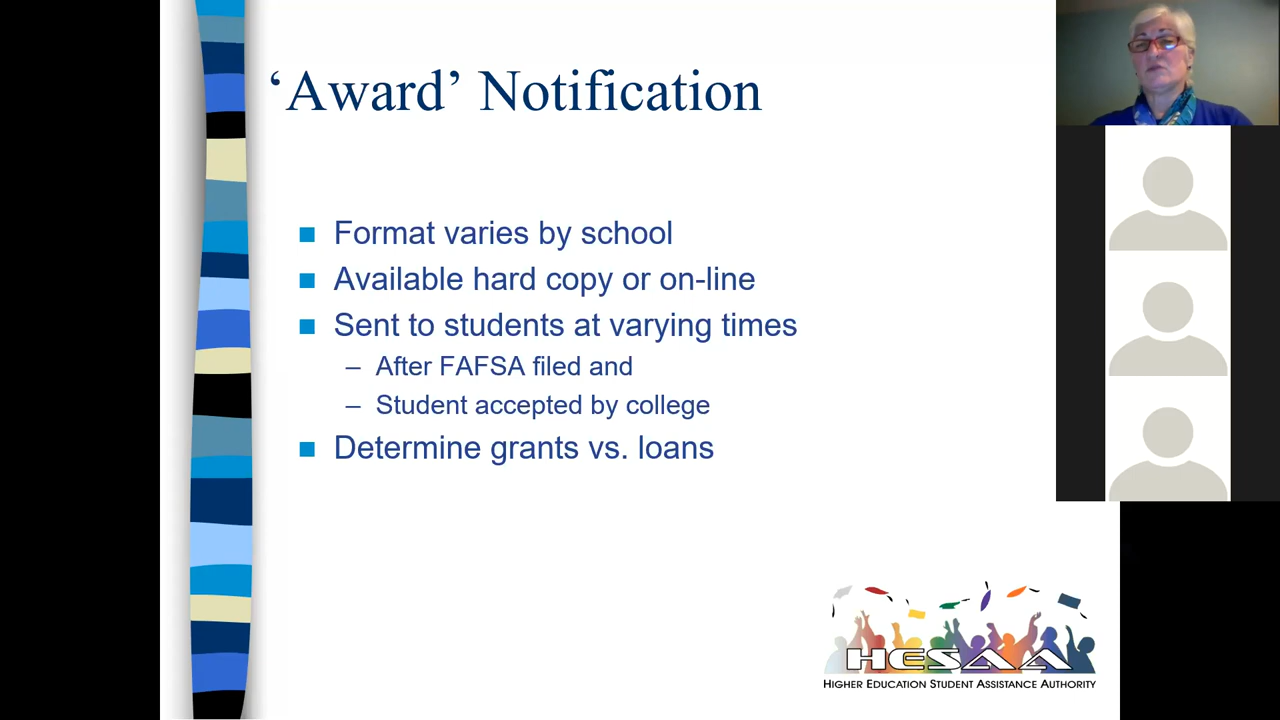 ‘Award’ Notification
Format varies by school
Available hard copy or on-line
Sent to students at varying times
– After FAFSA filed and
– Student accepted by college
Determine grants vs. loans
HESAA
HIGHER EDUCATION STUDENT ASSISTANCE AUTHORITY